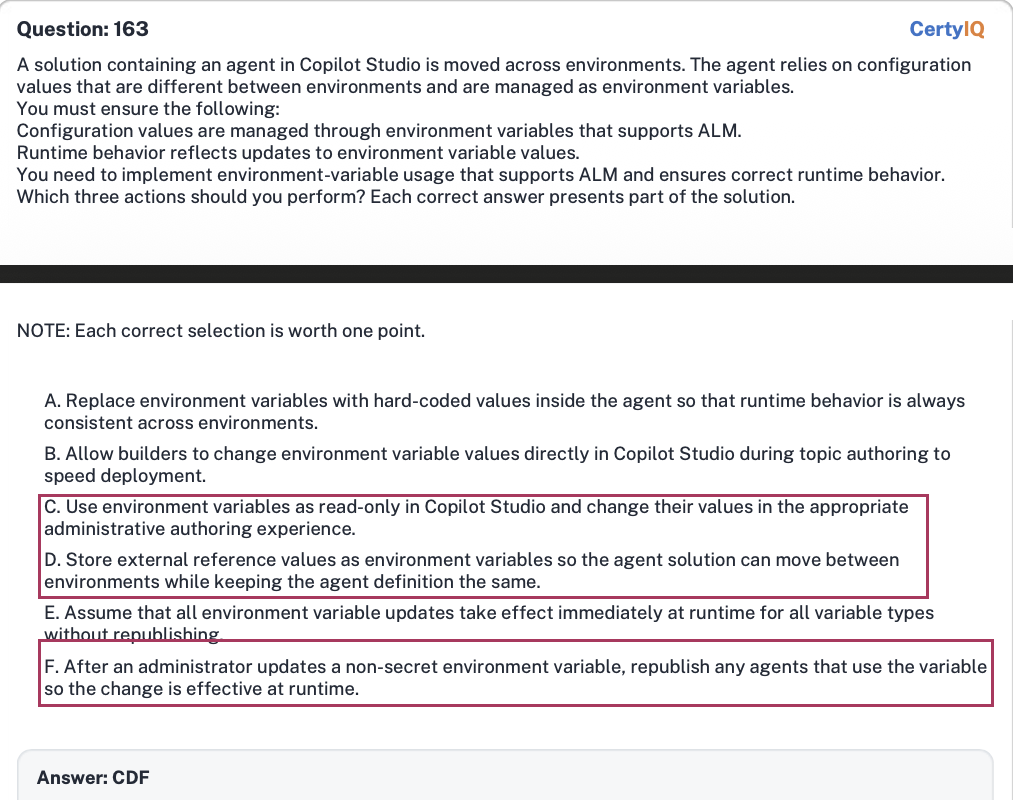 Question: 163
CertyIQ
A solution containing an agent in Copilot Studio is moved across environments. The agent relies on configuration
values that are different between environments and are managed as environment variables.
You must ensure the following:
Configuration values are managed through environment variables that supports ALM.
Runtime behavior reflects updates to environment variable values.
You need to implement environment-variable usage that supports ALM and ensures correct runtime behavior.
Which three actions should you perform? Each correct answer presents part of the solution.
NOTE: Each correct selection is worth one point.
A. Replace environment variables with hard-coded values inside the agent so that runtime behavior is always
consistent across environments.
B. Allow builders to change environment variable values directly in Copilot Studio during topic authoring to
speed deployment.
C. Use environment variables as read-only in Copilot Studio and change their values in the appropriate
administrative authoring experience.
D. Store external reference values as environment variables so the agent solution can move between
environments while keeping the agent definition the same.
E. Assume that all environment variable updates take effect immediately at runtime for all variable types
without republishing.
F. After an administrator updates a non-secret environment variable, republish any agents that use the variable
so the change is effective at runtime.
Answer: CDF